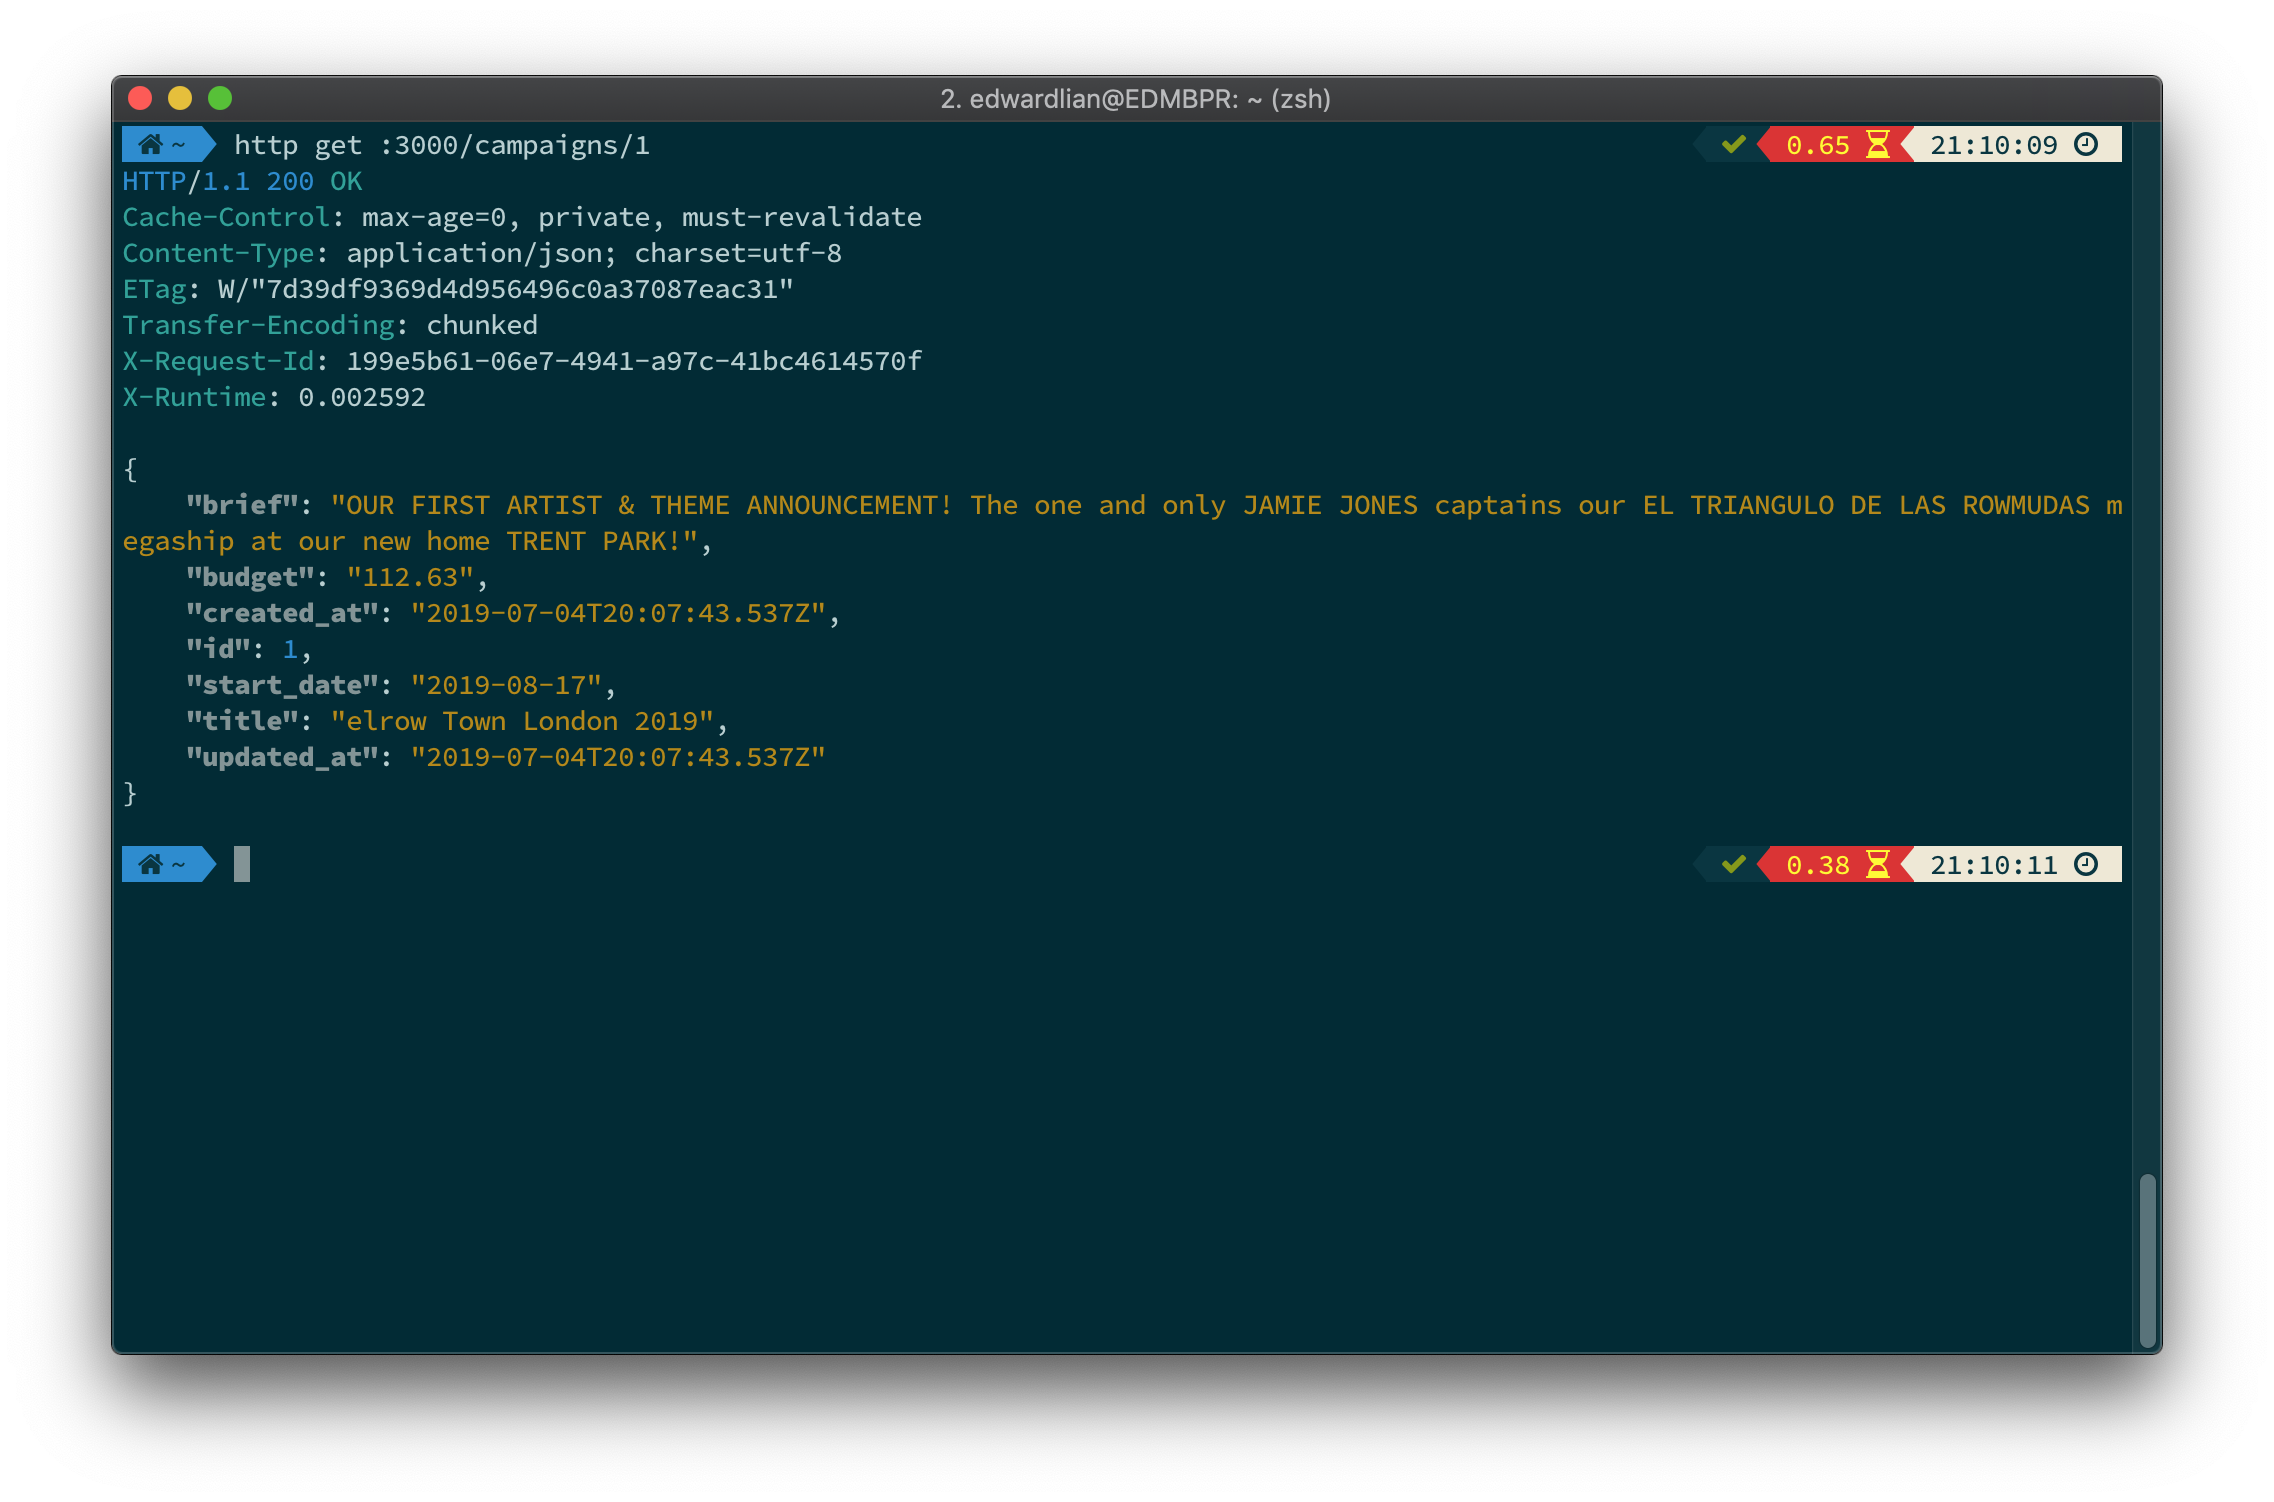 2. edwardlian@EDMBPR: ~ (zsh)
~ http get :3000/campaigns/1 0.65 21:10:09
HTTP/1.1 200 OK
Cache-Control: max-age=0, private, must-revalidate
Content-Type: application/json; charset=utf-8
ETag: W/"7d39df9369d4d956496c0a37087eac31"
Transfer-Encoding: chunked
X-Request-Id: 199e5b61-06e7-4941-a97c-41bc4614570f
X-Runtime: 0.002592
{
    "brief": "OUR FIRST ARTIST & THEME ANNOUNCEMENT! The one and only JAMIE JONES captains our EL TRIANGULO DE LAS ROWMUDAS m
egaship at our new home TRENT PARK!",
    "budget": "112.63",
    "created_at": "2019-07-04T20:07:43.537Z",
    "id": 1,
    "start_date": "2019-08-17",
    "title": "elrow Town London 2019",
    "updated_at": "2019-07-04T20:07:43.537Z"
}
~ 0.38 21:10:11